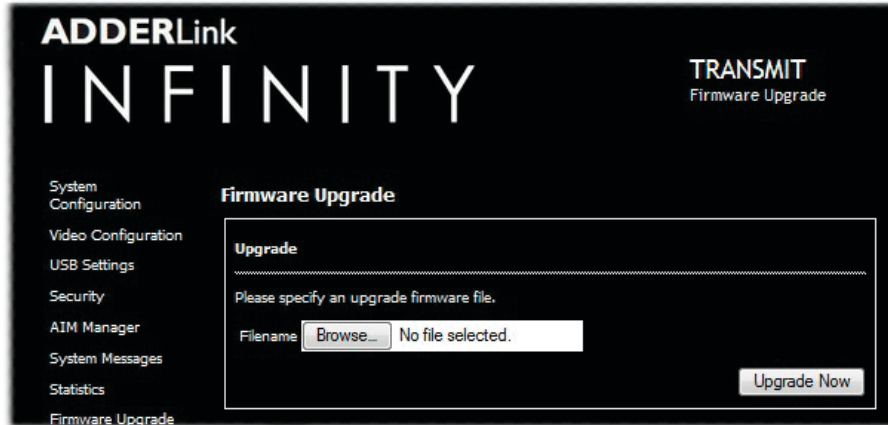 ADDERLink
INFINITY
TRANSMIT
Firmware Upgrade
System
Configuration
Video Configuration
USB Settings
Security
AIM Manager
System Messages
Statistics
Firmware Upgrade
Firmware Upgrade
Upgrade
Please specify an upgrade firmware file.
Filename Browse... No file selected.
Upgrade Now